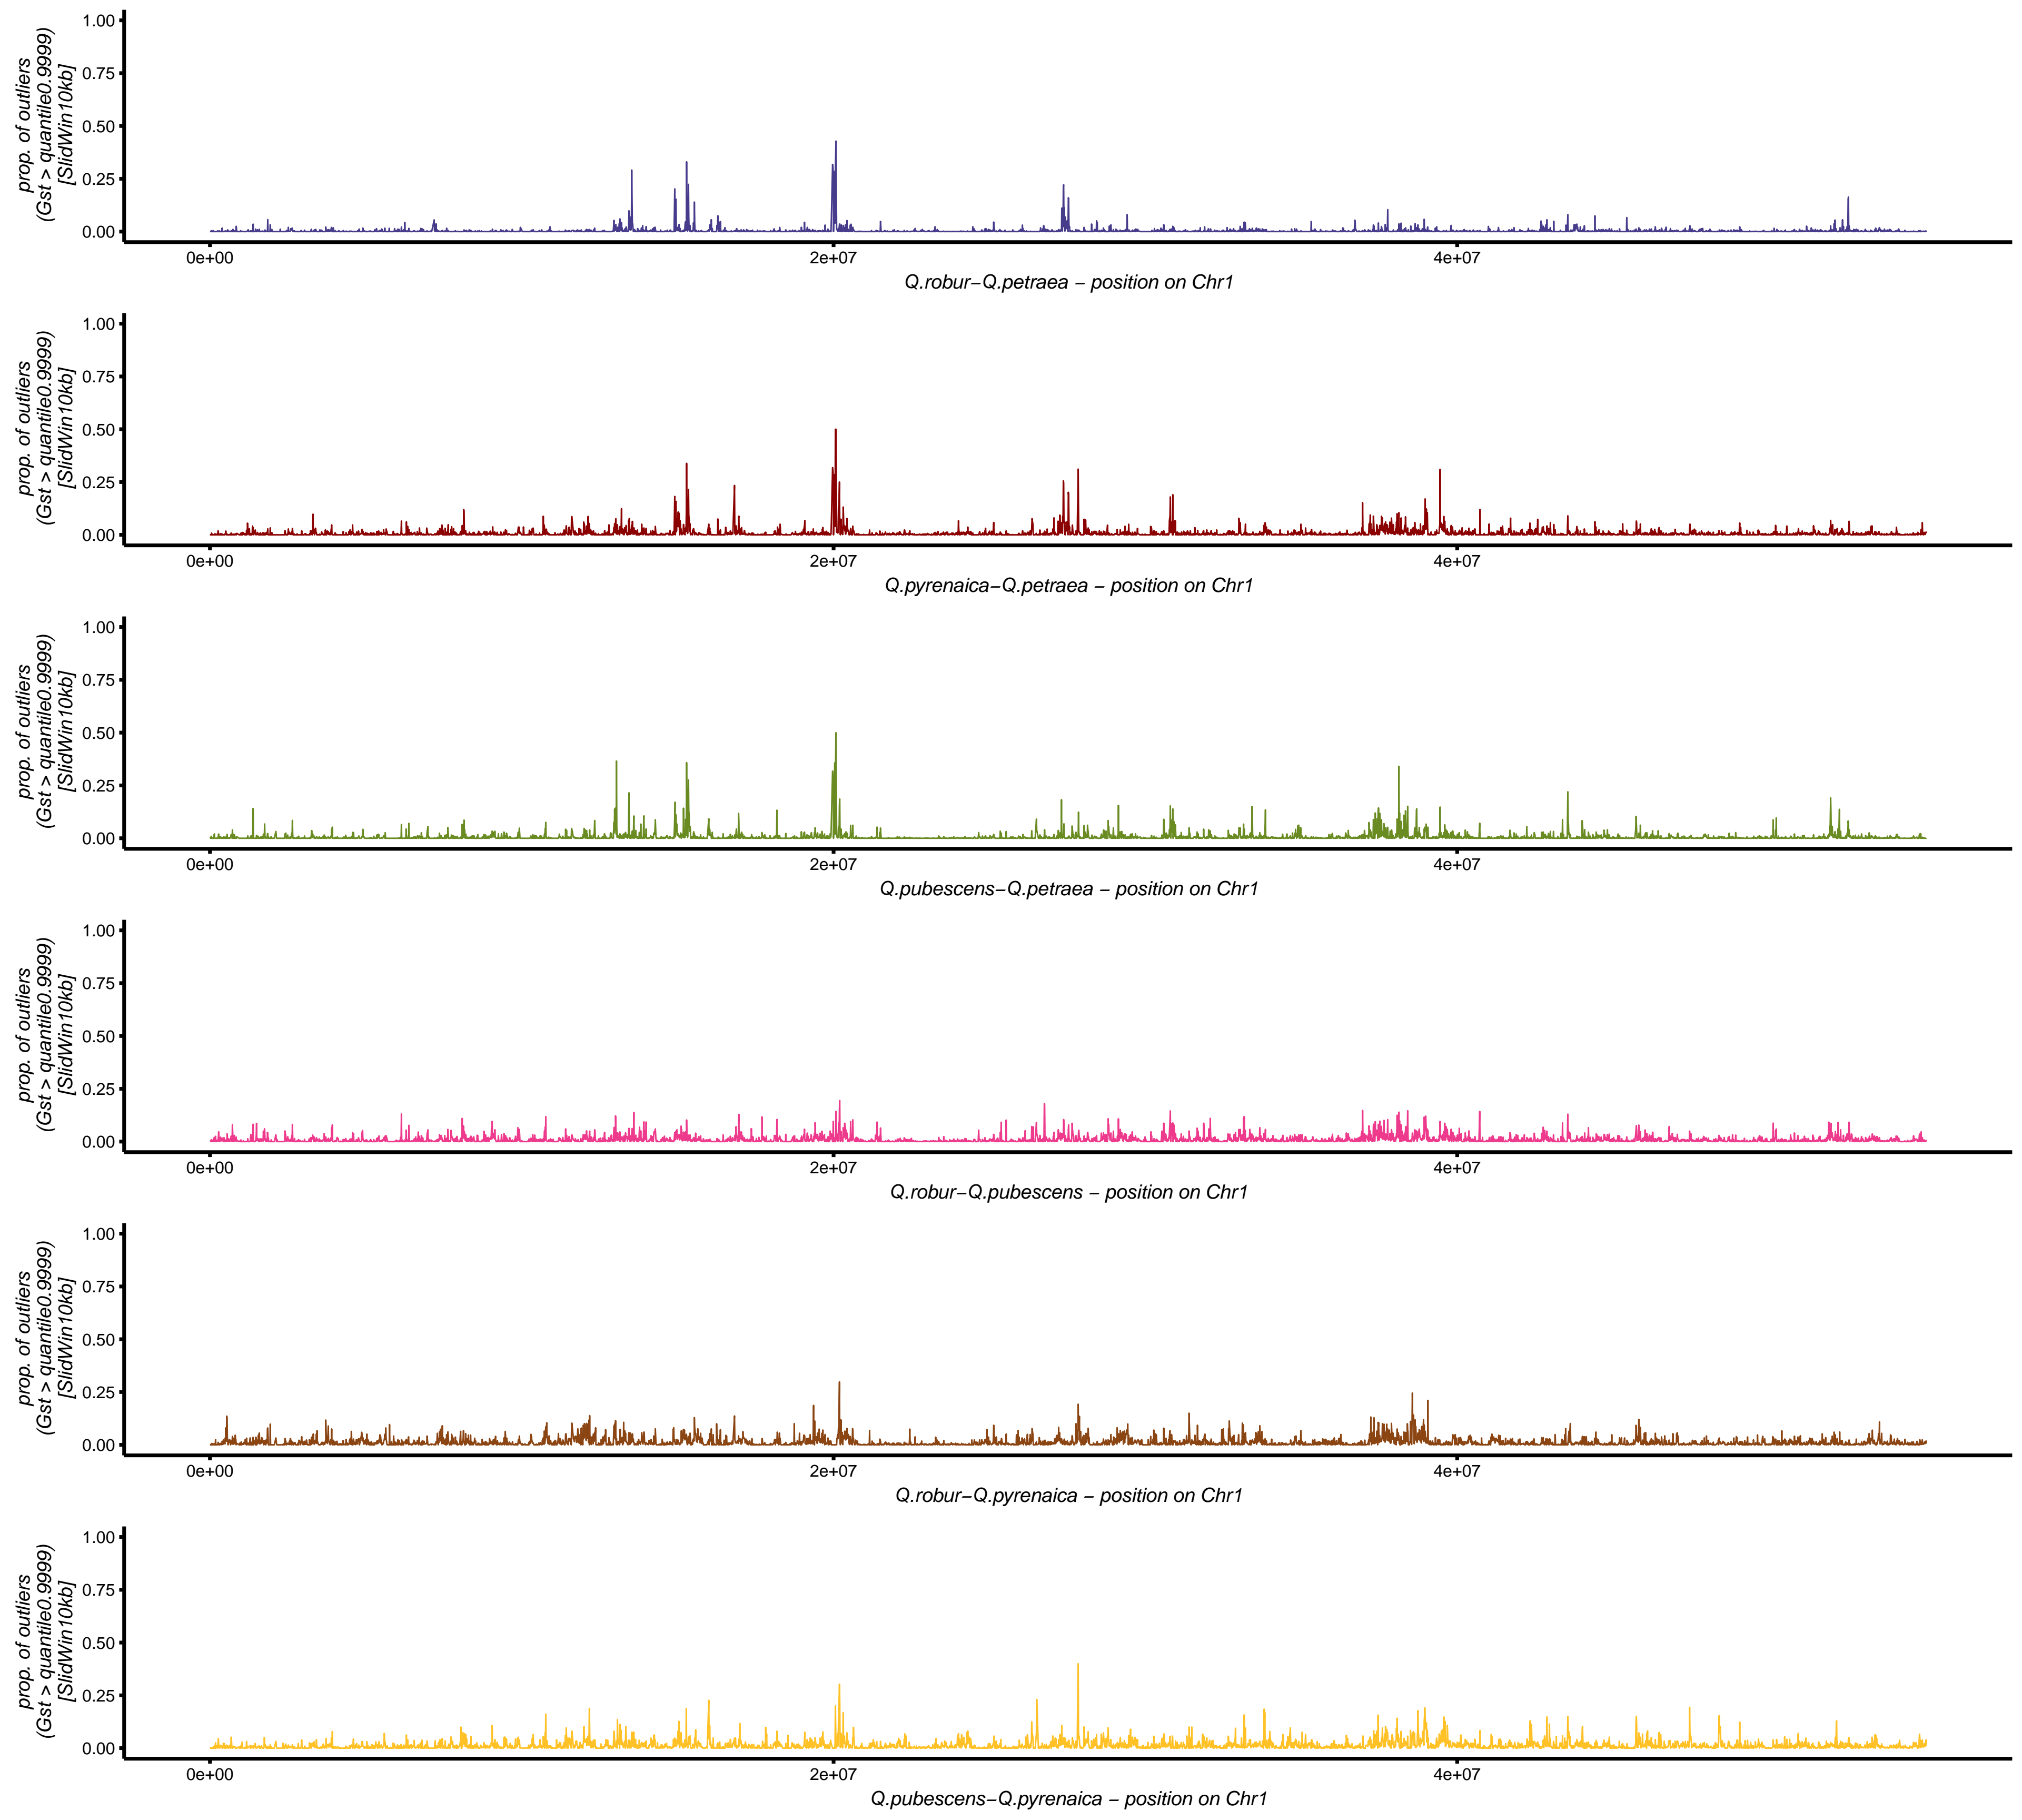 prop. of outliers
(Gst > quantile0.9999)
[SlidWin10kb]
1.00
0.75
0.50
0.25
0.00
0e+00
2e+07
4e+07
Q.robur−Q.petraea − position on Chr1
prop. of outliers
(Gst > quantile0.9999)
[SlidWin10kb]
1.00
0.75
0.50
0.25
0.00
0e+00
2e+07
4e+07
Q.pyrenaica−Q.petraea − position on Chr1
prop. of outliers
(Gst > quantile0.9999)
[SlidWin10kb]
1.00
0.75
0.50
0.25
0.00
0e+00
2e+07
4e+07
Q.pubescens−Q.petraea − position on Chr1
prop. of outliers
(Gst > quantile0.9999)
[SlidWin10kb]
1.00
0.75
0.50
0.25
0.00
0e+00
2e+07
4e+07
Q.robur−Q.pubescens − position on Chr1
prop. of outliers
(Gst > quantile0.9999)
[SlidWin10kb]
1.00
0.75
0.50
0.25
0.00
0e+00
2e+07
4e+07
Q.robur−Q.pyrenaica − position on Chr1
prop. of outliers
(Gst > quantile0.9999)
[SlidWin10kb]
1.00
0.75
0.50
0.25
0.00
0e+00
2e+07
4e+07
Q.pubescens−Q.pyrenaica − position on Chr1